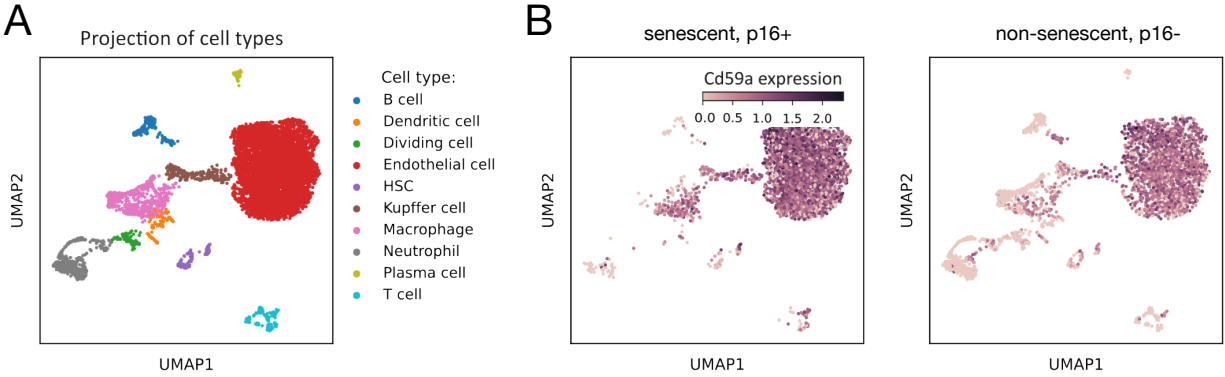 A
Projection of cell types
UMAP2
UMAP1
Cell type:
B cell
Dendritic cell
Dividing cell
Endothelial cell
HSC
Kupffer cell
Macrophage
Neutrophil
Plasma cell
T cell
B
senescent, p16+
Cd59a expression
0.0 0.5 1.0 1.5 2.0
UMAP2
UMAP1
non-senescent, p16-
UMAP2
UMAP1